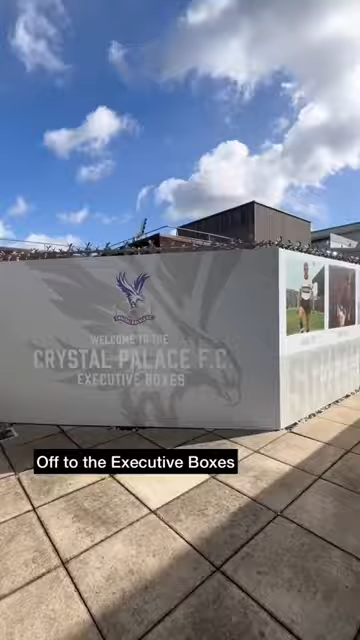 WELCOME TO THE
CRYSTAL PALACE F.C.
EXECUTIVE BOXES
Off to the Executive Boxes